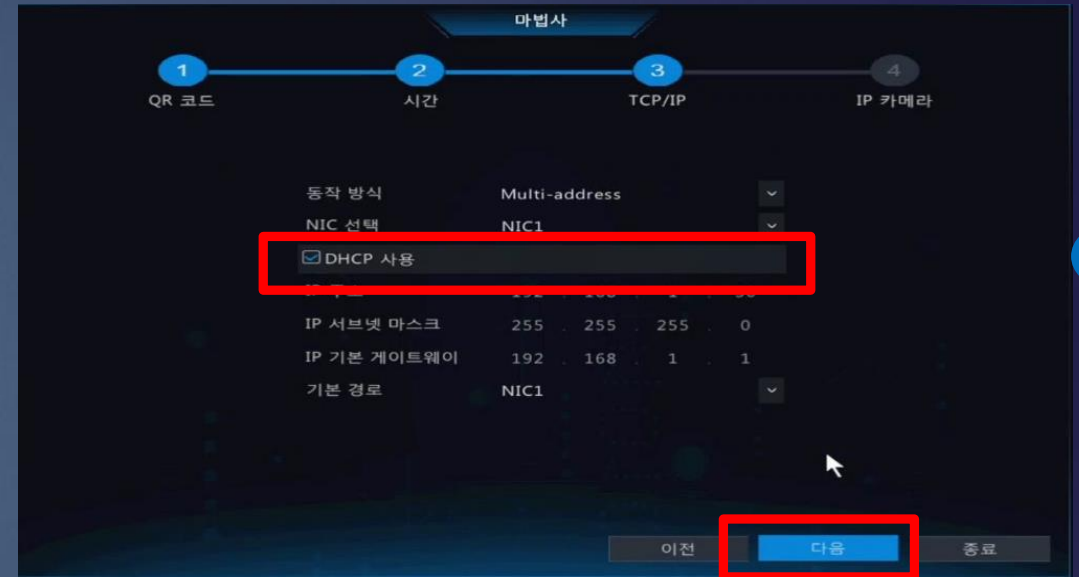 마법사
1 2 3 4
QR 코드 시간 TCP/IP IP 카메라
동작 방식 Multi-address
NIC 선택 NIC1
DHCP 사용
IP 서브넷 마스크 255 . 255 . 255 . 0
IP 기본 게이트웨이 192 . 168 . 1 . 1
기본 경로 NIC1
이전 다음 종료